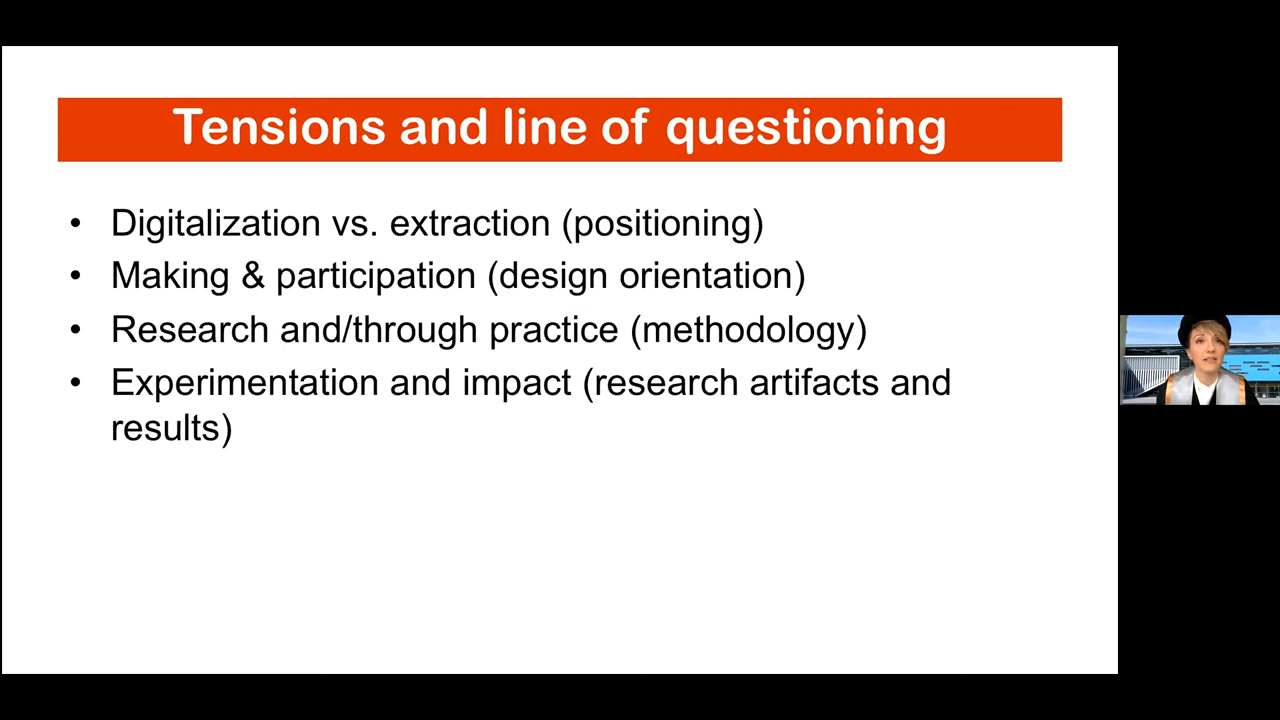 Tensions and line of questioning
• Digitalization vs. extraction (positioning)
• Making & participation (design orientation)
• Research and/through practice (methodology)
• Experimentation and impact (research artifacts and
results)